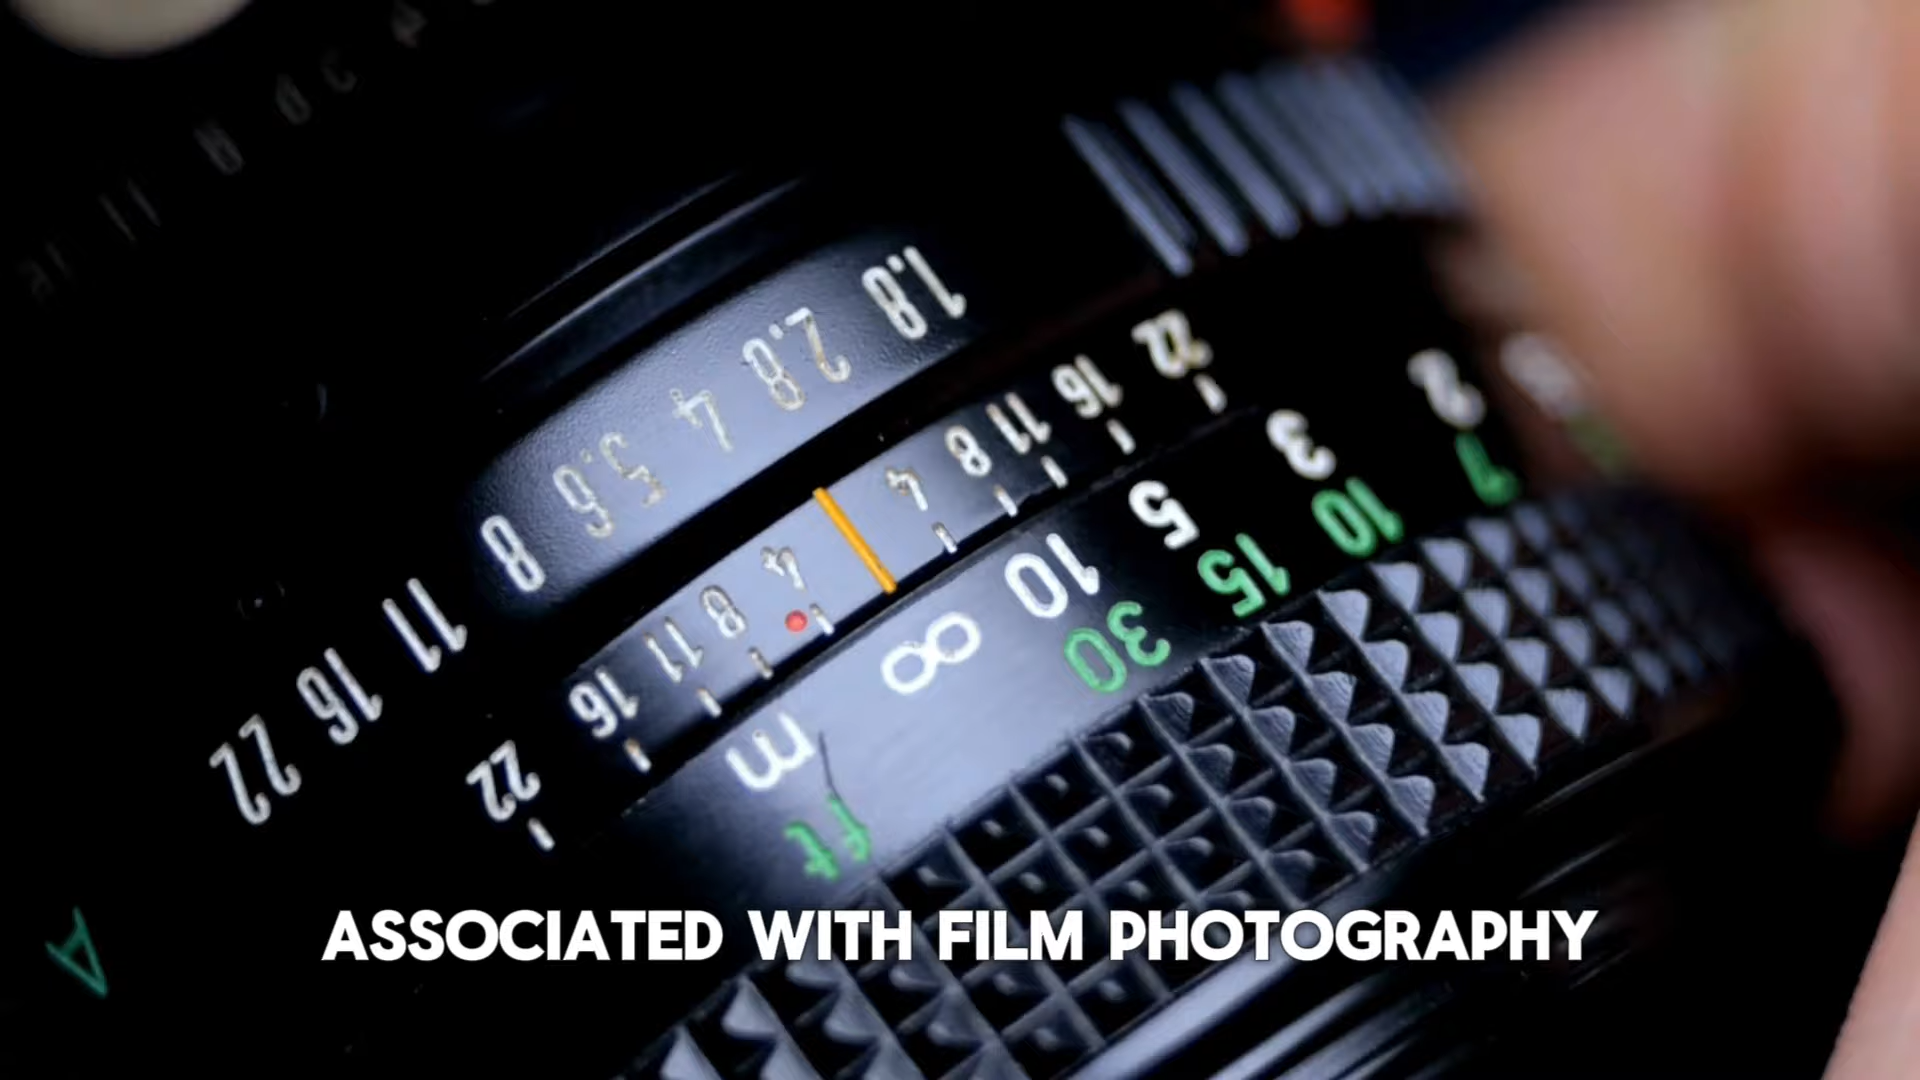 1.8 2.8 4 5.6 8 11 16 22
22 16 11 8 4 4 8 11 16 22
2 3 5 10 ∞ m
7 10 15 30 ft
A
ASSOCIATED WITH FILM PHOTOGRAPHY